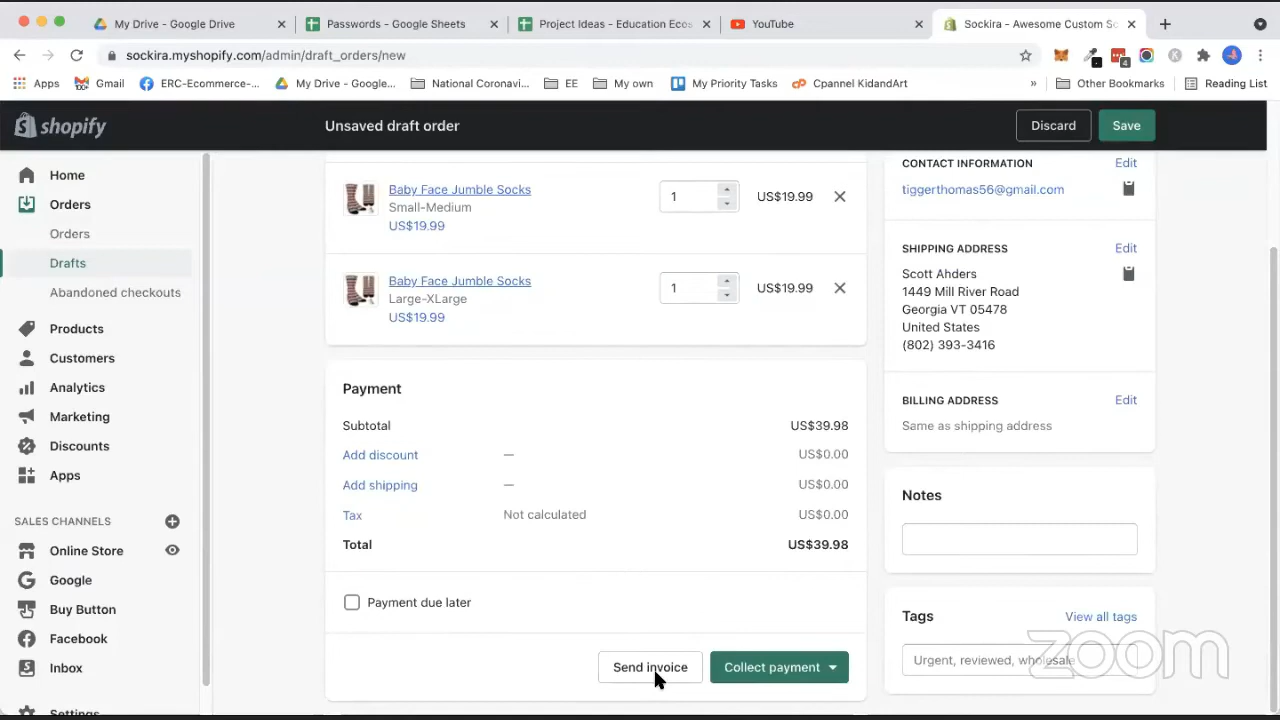 My Drive - Google Drive
Passwords - Google Sheets
Project Ideas - Education Ecos
YouTube
Sockira - Awesome Custom So
sockira.myshopify.com/admin/draft_orders/new
4
Apps
Gmail
ERC-Ecommerce-...
My Drive - Google...
National Coronavi...
EE
My own
My Priority Tasks
Cpannel KidandArt
»
Other Bookmarks
Reading List
shopify
Unsaved draft order
Discard
Save
Home
Orders
Orders
Drafts
Abandoned checkouts
Products
Customers
Analytics
Marketing
Discounts
Apps
SALES CHANNELS
Online Store
Google
Buy Button
Facebook
Inbox
Settings
Baby Face Jumble Socks
Small-Medium
US$19.99
1
US$19.99
Baby Face Jumble Socks
Large-XLarge
US$19.99
1
US$19.99
Payment
Subtotal US$39.98
Add discount — US$0.00
Add shipping — US$0.00
Tax Not calculated US$0.00
Total US$39.98
Payment due later
Send invoice
Collect payment
CONTACT INFORMATION Edit
tiggerthomas56@gmail.com
SHIPPING ADDRESS Edit
Scott Ahders
1449 Mill River Road
Georgia VT 05478
United States
(802) 393-3416
BILLING ADDRESS Edit
Same as shipping address
Notes
Tags View all tags
Urgent, reviewed, wholesale
zoom